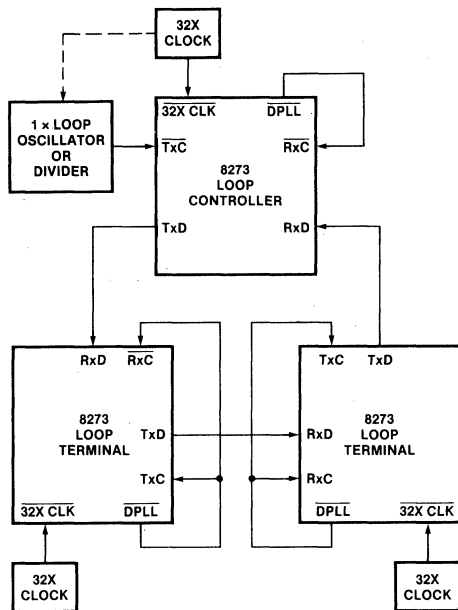 32X
CLOCK
1 × LOOP
OSCILLATOR
OR
DIVIDER
32X CLK
DPLL
TxC
RxC
8273
LOOP
CONTROLLER
TxD
RxD
RxD
RxC
8273
LOOP
TERMINAL
TxD
TxC
32X CLK
DPLL
TxC
TxD
8273
LOOP
TERMINAL
RxD
RxC
DPLL
32X CLK
32X
CLOCK
32X
CLOCK